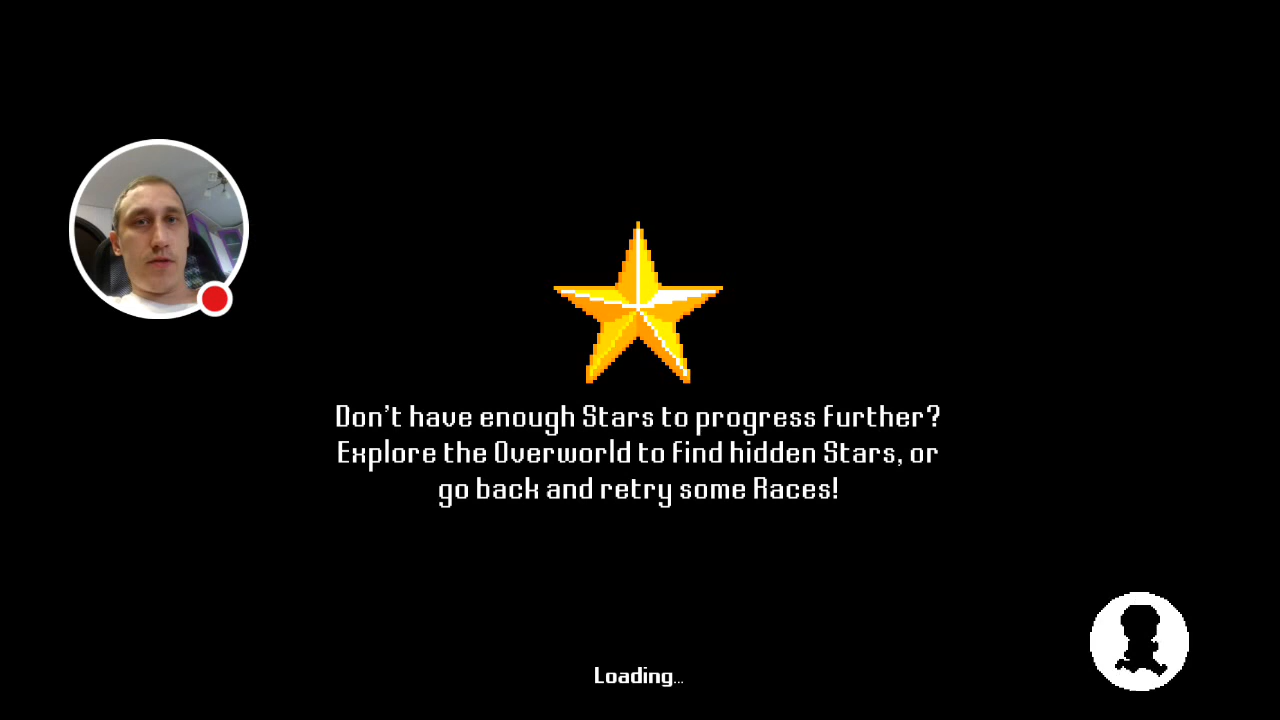 Don't have enough Stars to progress further?
Explore the Overworld to find hidden Stars, or
go back and retry some Races!
Loading...